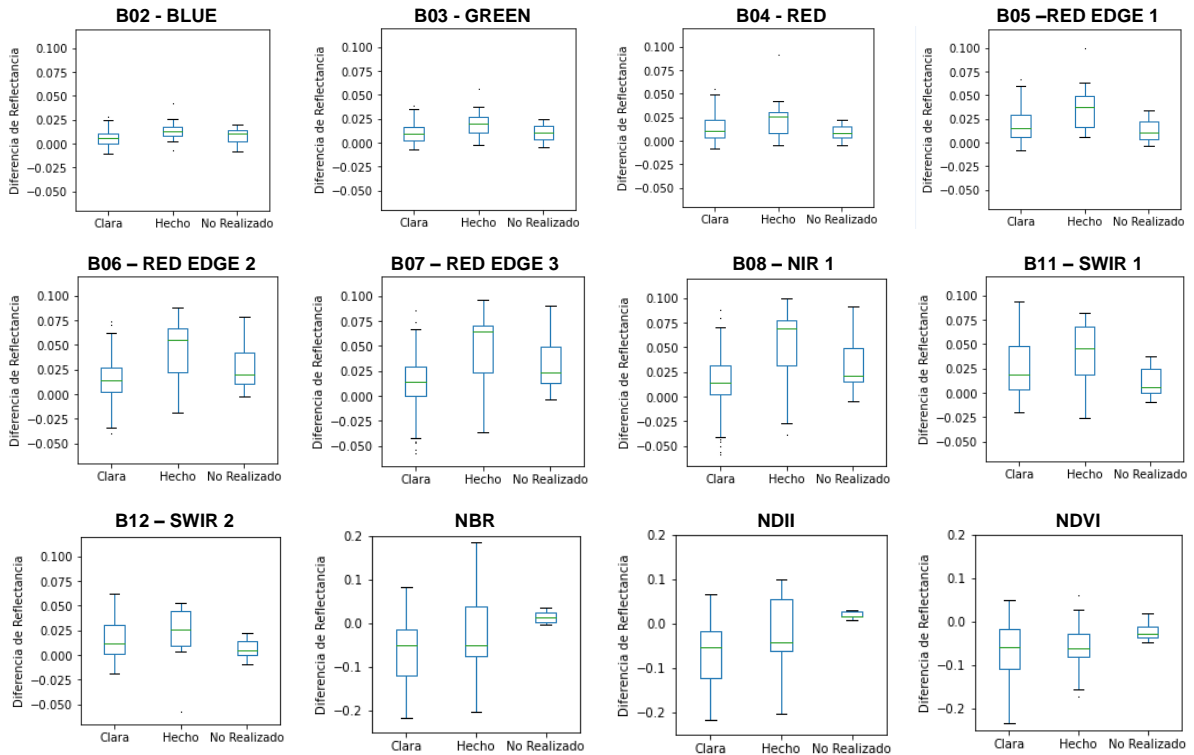 B02 - BLUE
Diferencia de Reflectancia
0.100
0.075
0.050
0.025
0.000
−0.025
−0.050
Clara Hecho No Realizado
B03 - GREEN
Diferencia de Reflectancia
0.100
0.075
0.050
0.025
0.000
−0.025
−0.050
Clara Hecho No Realizado
B04 - RED
Diferencia de Reflectancia
0.100
0.075
0.050
0.025
0.000
−0.025
−0.050
Clara Hecho No Realizado
B05 –RED EDGE 1
Diferencia de Reflectancia
0.100
0.075
0.050
0.025
0.000
−0.025
−0.050
Clara Hecho No Realizado
B06 – RED EDGE 2
Diferencia de Reflectancia
0.100
0.075
0.050
0.025
0.000
−0.025
−0.050
Clara Hecho No Realizado
B07 – RED EDGE 3
Diferencia de Reflectancia
0.100
0.075
0.050
0.025
0.000
−0.025
−0.050
Clara Hecho No Realizado
B08 – NIR 1
Diferencia de Reflectancia
0.100
0.075
0.050
0.025
0.000
−0.025
−0.050
Clara Hecho No Realizado
B11 – SWIR 1
Diferencia de Reflectancia
0.100
0.075
0.050
0.025
0.000
−0.025
−0.050
Clara Hecho No Realizado
B12 – SWIR 2
Diferencia de Reflectancia
0.100
0.075
0.050
0.025
0.000
−0.025
−0.050
Clara Hecho No Realizado
NBR
Diferencia de Reflectancia
0.2
0.1
0.0
−0.1
−0.2
Clara Hecho No Realizado
NDII
Diferencia de Reflectancia
0.2
0.1
0.0
−0.1
−0.2
Clara Hecho No Realizado
NDVI
Diferencia de Reflectancia
0.2
0.1
0.0
−0.1
−0.2
Clara Hecho No Realizado